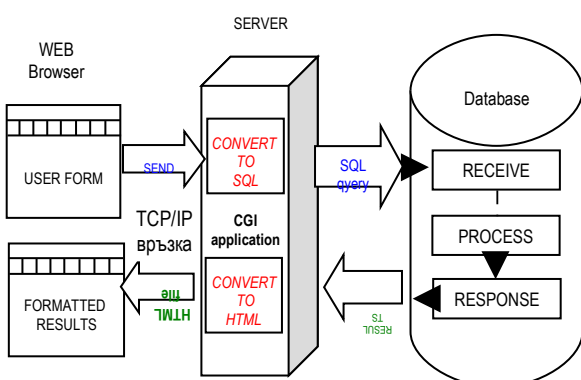 SERVER
WEB
Browser
Database
USER FORM
SEND
CONVERT
TO
SQL
SQL
qyery
RECEIVE
TCP/IP
връзка
CGI
application
PROCESS
FORMATTED
RESULTS
HTML
file
CONVERT
TO
HTML
RESUL
TS
RESPONSE